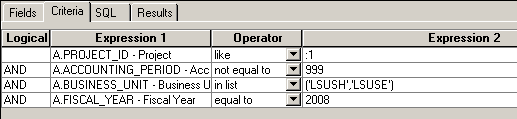 Fields Criteria SQL Results
Logical Expression 1 Operator Expression 2
A.PROJECT_ID - Project like :1
AND A.ACCOUNTING_PERIOD - Acc not equal to 999
AND A.BUSINESS_UNIT - Business U in list ('LSUSH','LSUSE')
AND A.FISCAL_YEAR - Fiscal Year equal to 2008